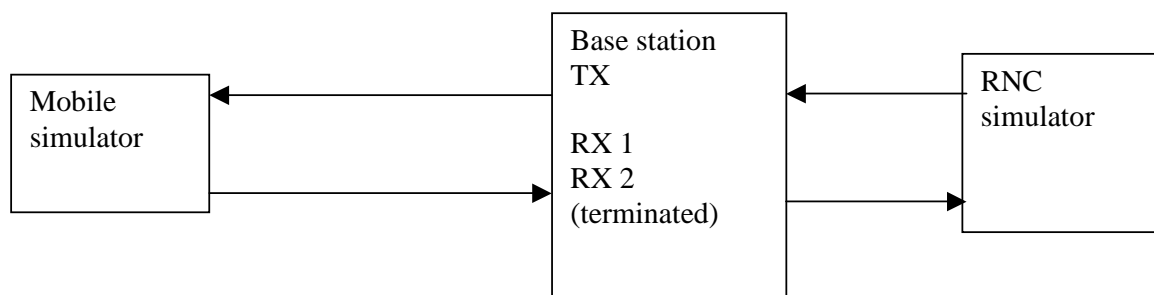 Mobile
simulator
Base station
TX
RX 1
RX 2
(terminated)
RNC
simulator